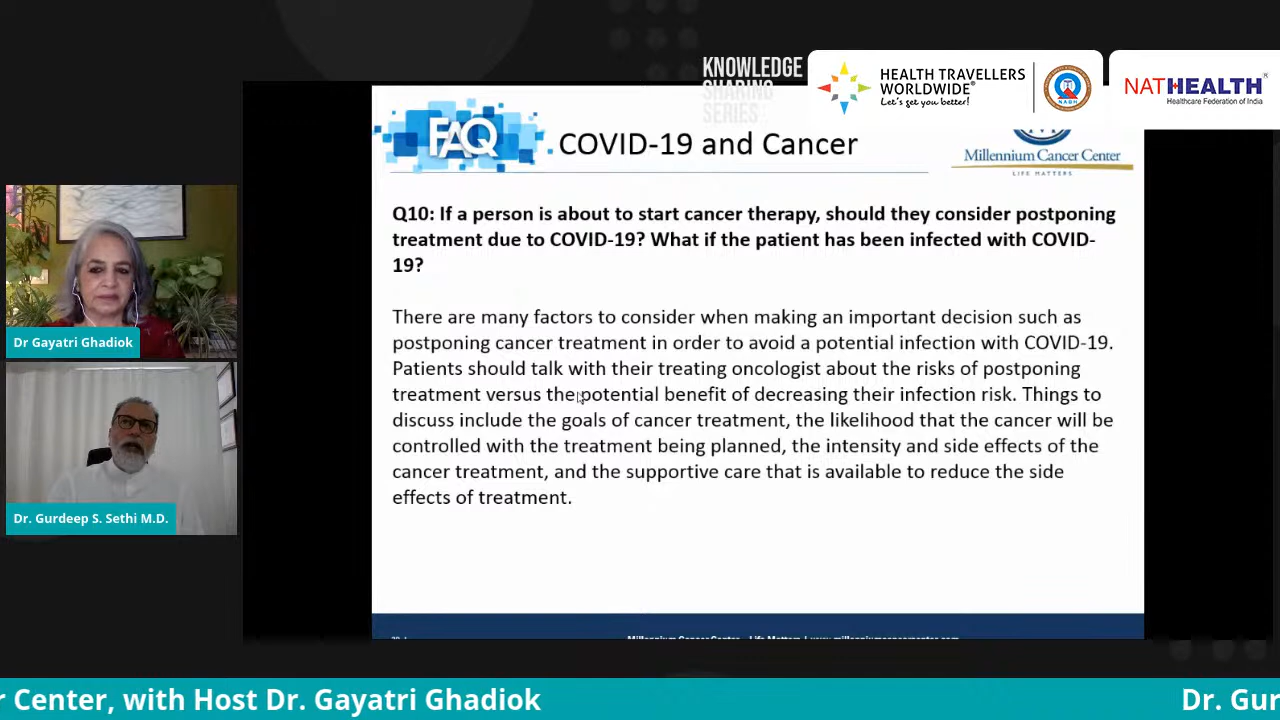 KNOWLEDGE
SHARING
SERIES
HEALTH TRAVELLERS
WORLDWIDE®
Let's get you better!
NABH
NATHEALTH®
Healthcare Federation of India
FAQ
COVID-19 and Cancer
Millennium Cancer Center
LIFE MATTERS
Q10: If a person is about to start cancer therapy, should they consider postponing
treatment due to COVID-19? What if the patient has been infected with COVID-
19?
There are many factors to consider when making an important decision such as
postponing cancer treatment in order to avoid a potential infection with COVID-19.
Patients should talk with their treating oncologist about the risks of postponing
treatment versus the potential benefit of decreasing their infection risk. Things to
discuss include the goals of cancer treatment, the likelihood that the cancer will be
controlled with the treatment being planned, the intensity and side effects of the
cancer treatment, and the supportive care that is available to reduce the side
effects of treatment.
Dr Gayatri Ghadiok
Dr. Gurdeep S. Sethi M.D.
r Center, with Host Dr. Gayatri Ghadiok
Dr. Gur